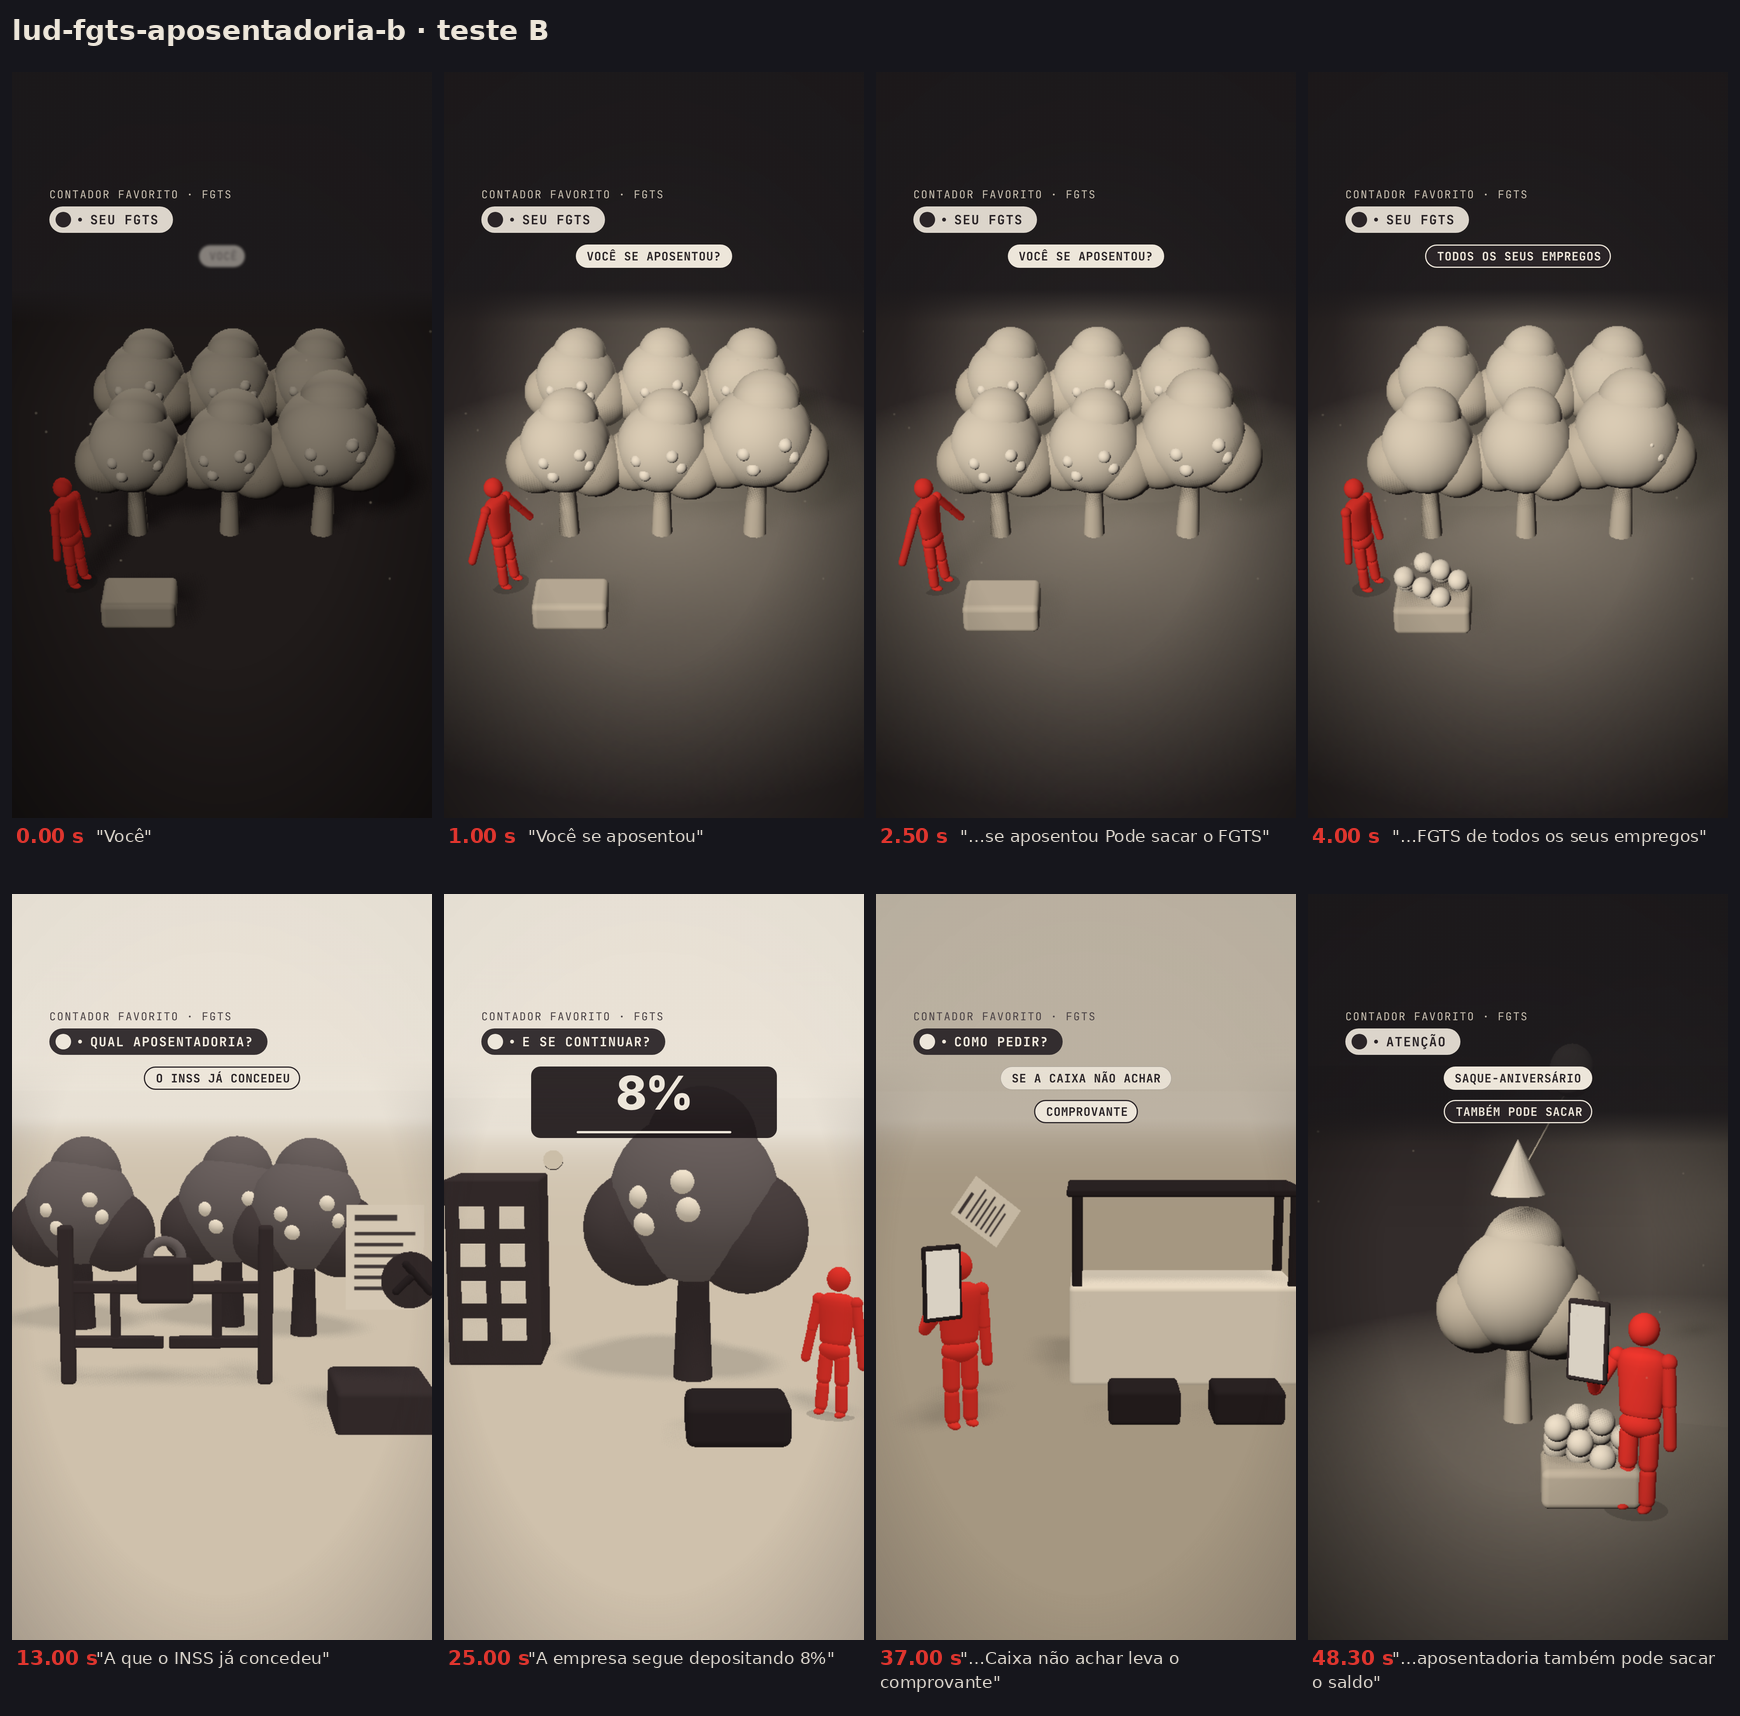 lud-fgts-aposentadoria-b · teste B
CONTADOR FAVORITO · FGTS
• SEU FGTS
VOCÊ
0.00 s "Você"
CONTADOR FAVORITO · FGTS
• SEU FGTS
VOCÊ SE APOSENTOU?
1.00 s "Você se aposentou"
CONTADOR FAVORITO · FGTS
• SEU FGTS
VOCÊ SE APOSENTOU?
2.50 s "...se aposentou Pode sacar o FGTS"
CONTADOR FAVORITO · FGTS
• SEU FGTS
TODOS OS SEUS EMPREGOS
4.00 s "...FGTS de todos os seus empregos"
CONTADOR FAVORITO · FGTS
• QUAL APOSENTADORIA?
O INSS JÁ CONCEDEU
13.00 s "A que o INSS já concedeu"
CONTADOR FAVORITO · FGTS
• E SE CONTINUAR?
8%
25.00 s "A empresa segue depositando 8%"
CONTADOR FAVORITO · FGTS
• COMO PEDIR?
SE A CAIXA NÃO ACHAR
COMPROVANTE
37.00 s "...Caixa não achar leva o
comprovante"
CONTADOR FAVORITO · FGTS
• ATENÇÃO
SAQUE-ANIVERSÁRIO
TAMBÉM PODE SACAR
48.30 s "...aposentadoria também pode sacar
o saldo"